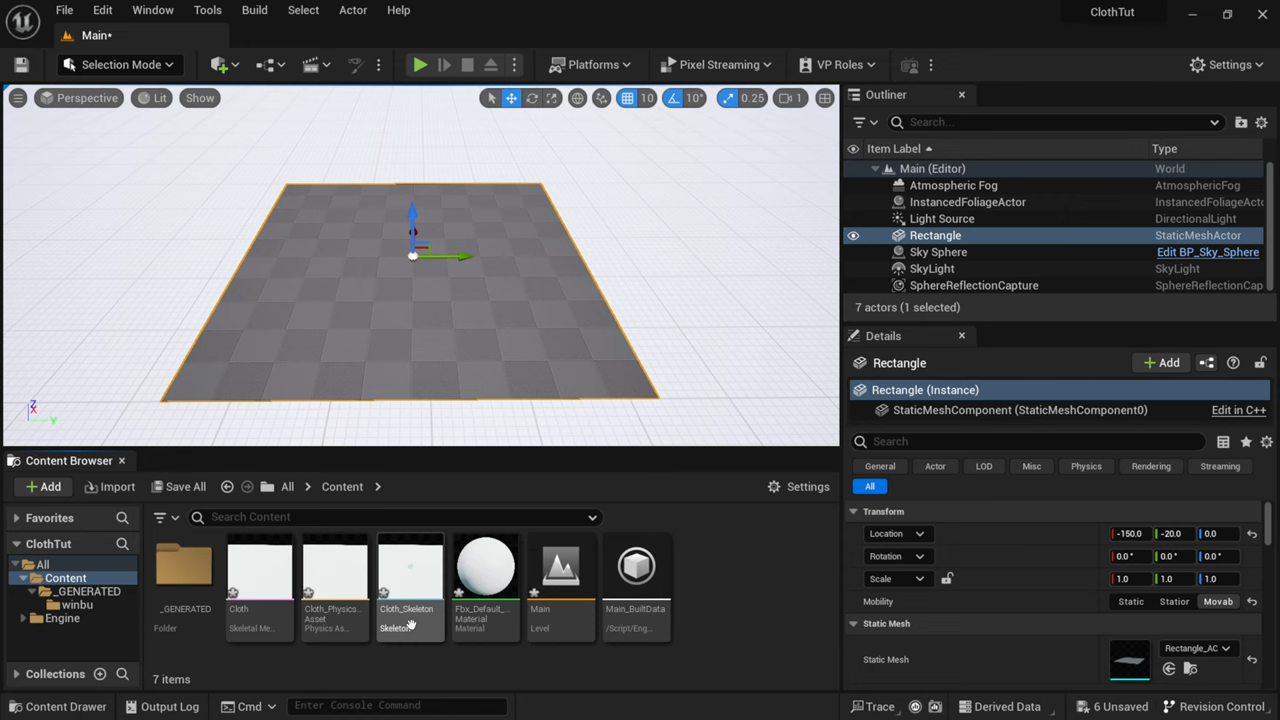 File Edit Window Tools Build Select Actor Help
ClothTut
Main*
Selection Mode
Platforms
Pixel Streaming
VP Roles
Settings
Perspective
Lit
Show
10
10°
0.25
1
Z
X
Y
Outliner
Search...
Item Label
Type
Main (Editor)
World
Atmospheric Fog
AtmosphericFog
InstancedFoliageActor
InstancedFoliageActo
Light Source
DirectionalLight
Rectangle
StaticMeshActor
Sky Sphere
Edit BP_Sky_Sphere
SkyLight
SkyLight
SphereReflectionCapture
SphereReflectionCap
7 actors (1 selected)
Details
Rectangle
Add
Rectangle (Instance)
StaticMeshComponent (StaticMeshComponent0)
Edit in C++
Search
General
Actor
LOD
Misc
Physics
Rendering
Streaming
All
Transform
Location
-150.0
-20.0
0.0
Rotation
0.0°
0.0°
0.0°
Scale
1.0
1.0
1.0
Mobility
Static
Station
Movab
Static Mesh
Static Mesh
Rectangle_AC
Content Browser
Add
Import
Save All
All
Content
Settings
Favorites
ClothTut
All
Content
_GENERATED
winbu
Engine
Collections
Search Content
_GENERATED
Folder
Cloth
Skeletal Me...
Cloth_Physics...
Asset
Physics As...
Cloth_Skeleton
Skeleton
Fbx_Default_...
Material
Material
Main
Level
Main_BuiltData
/Script/Eng...
7 items
Content Drawer
Output Log
Cmd
Enter Console Command
Trace
Derived Data
6 Unsaved
Revision Control